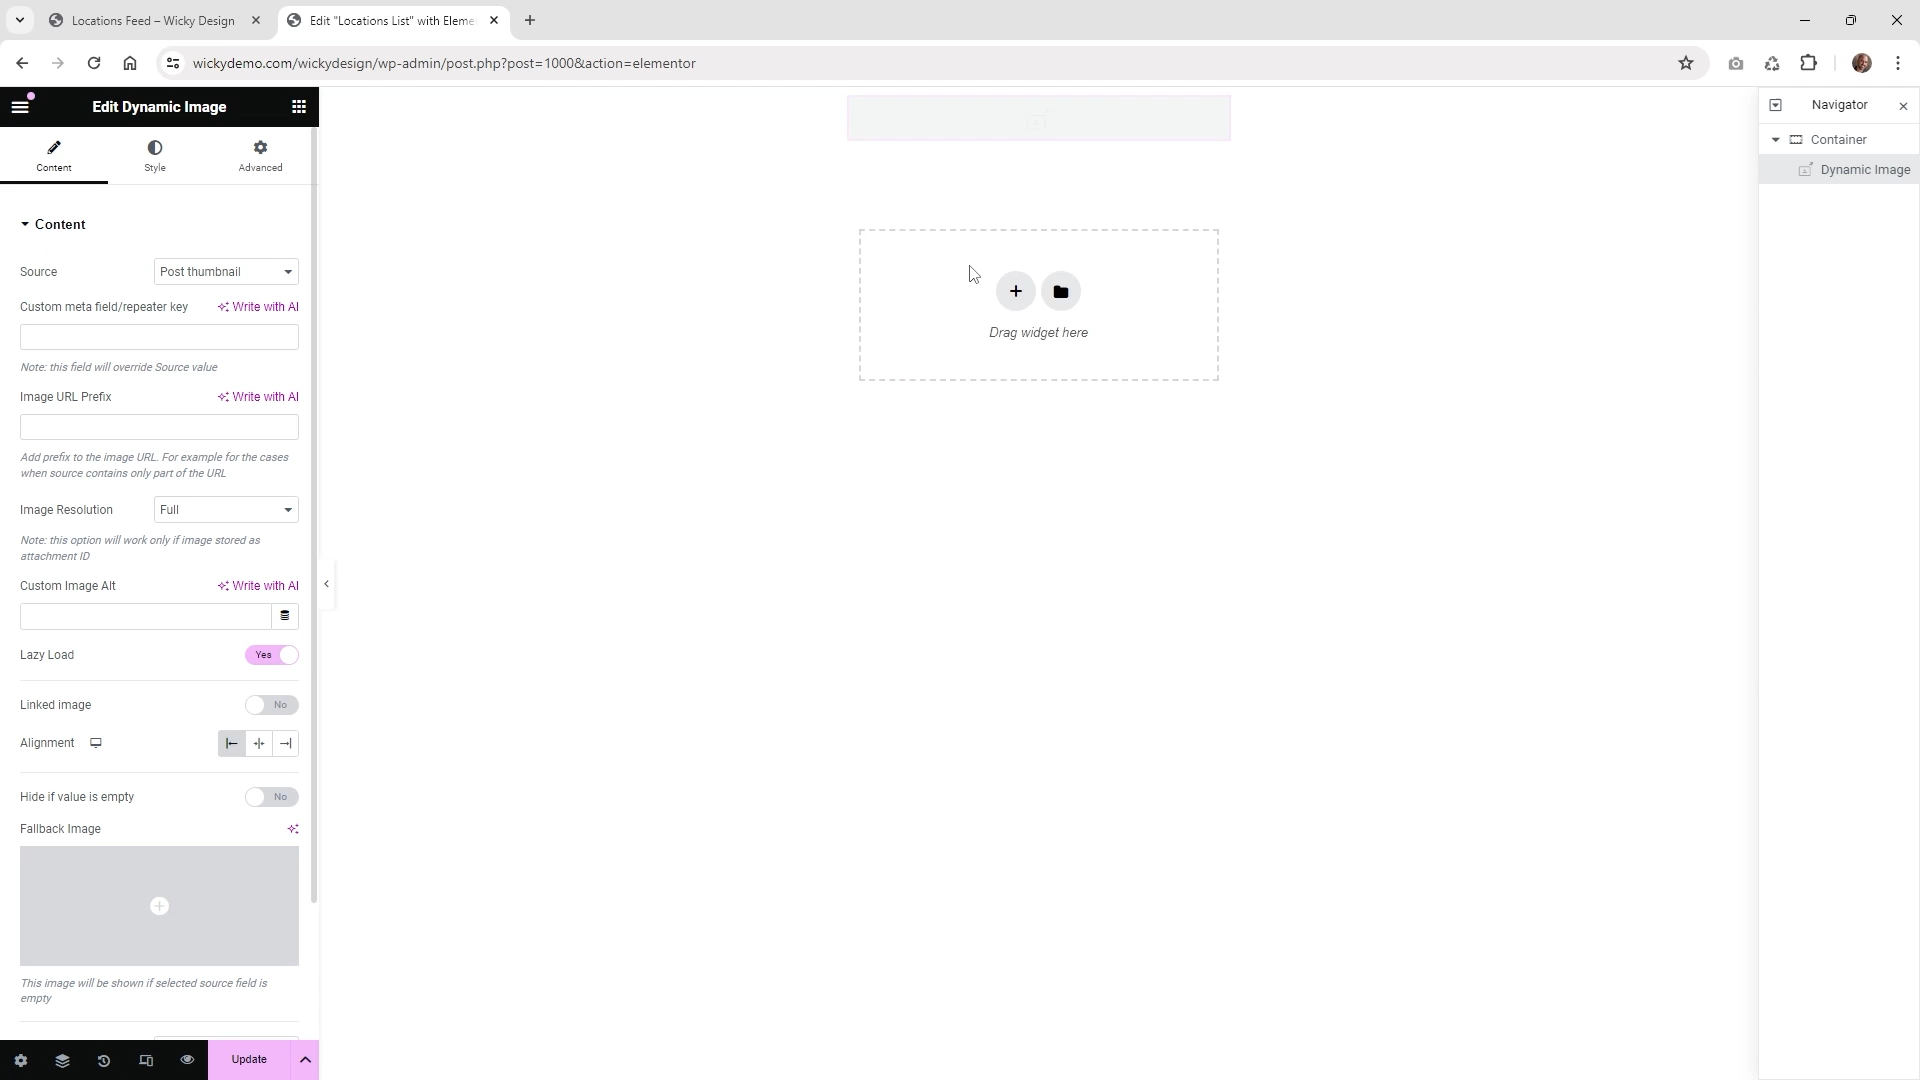 Locations Feed – Wicky Design
Edit "Locations List" with Eleme
wickydemo.com/wickydesign/wp-admin/post.php?post=1000&action=elementor
Edit Dynamic Image
Content
Style
Advanced
Content
Source
Post thumbnail
Custom meta field/repeater key
Write with AI
Note: this field will override Source value
Image URL Prefix
Write with AI
Add prefix to the image URL. For example for the cases
when source contains only part of the URL
Image Resolution
Full
Note: this option will work only if image stored as
attachment ID
Custom Image Alt
Write with AI
Lazy Load
Yes
Linked image
No
Alignment
Hide if value is empty
No
Fallback Image
This image will be shown if selected source field is
empty
Update
Drag widget here
Navigator
Container
Dynamic Image